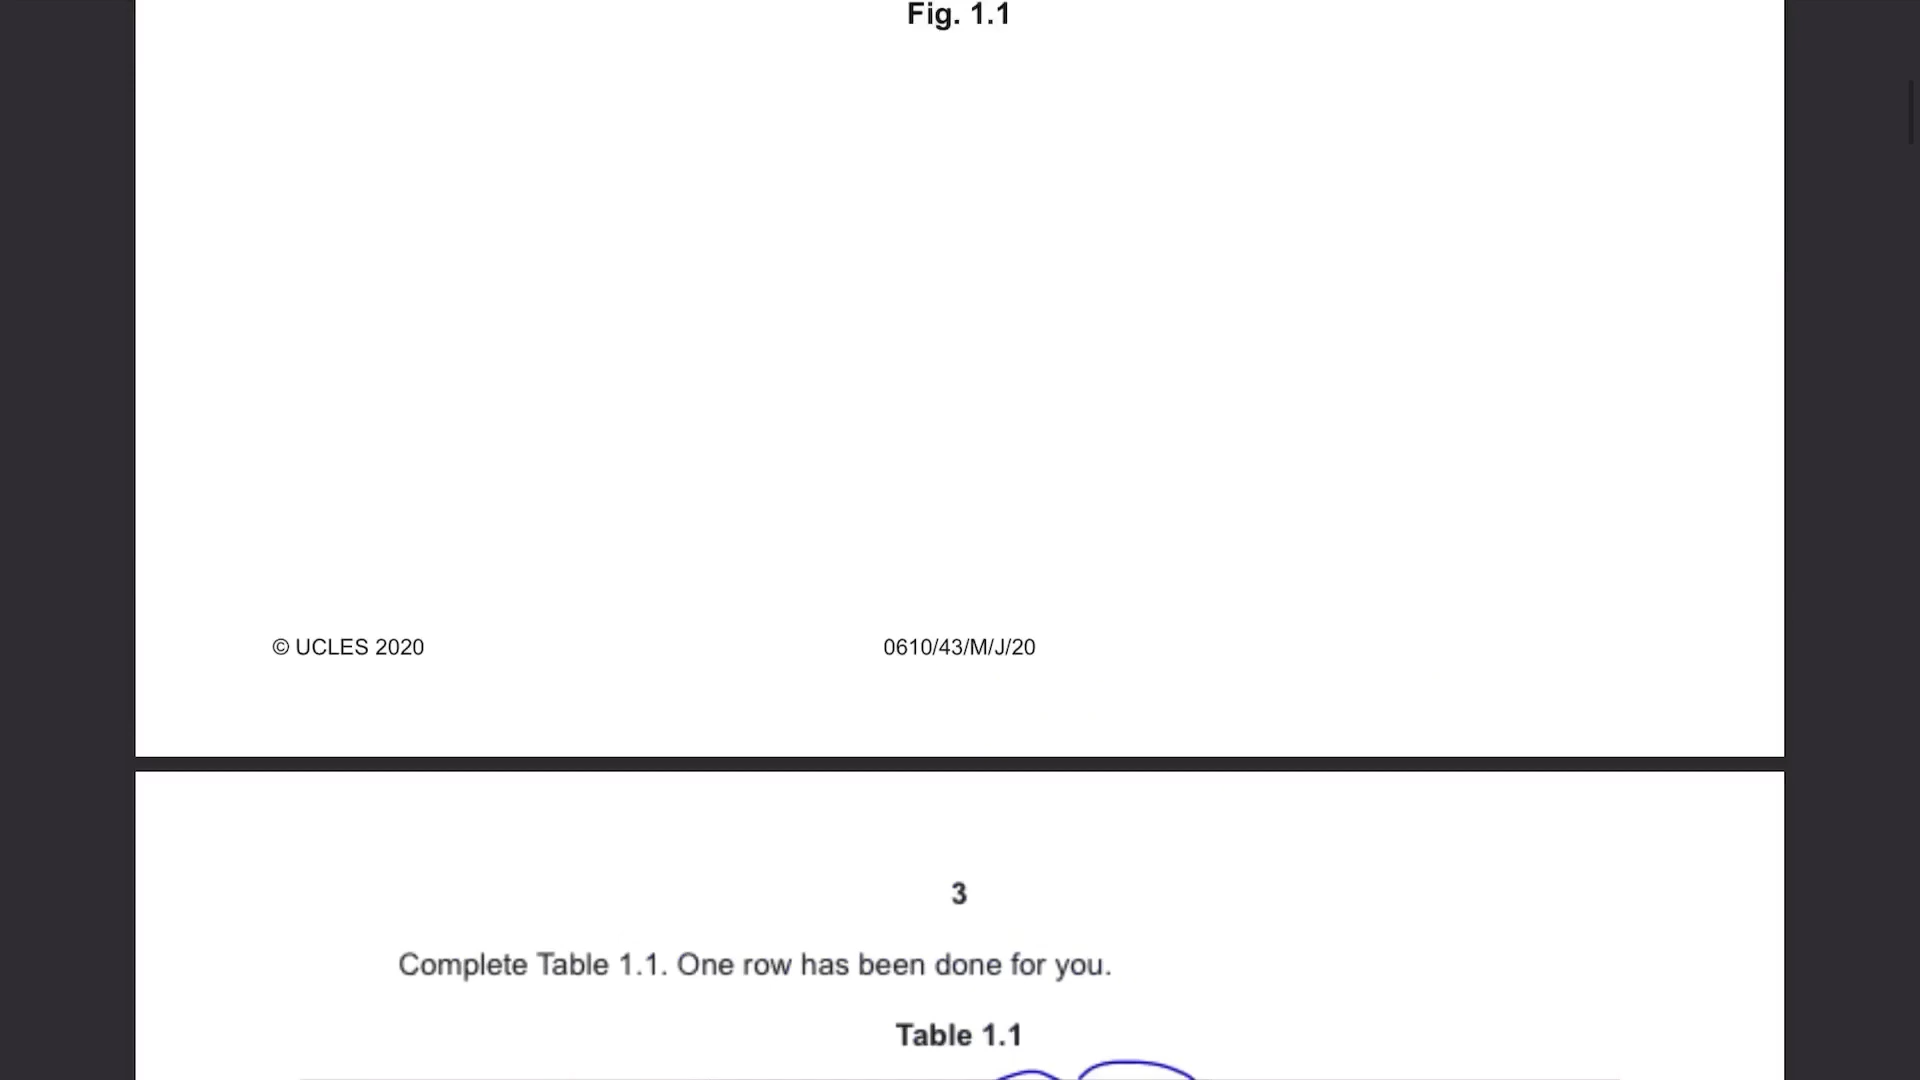 Fig. 1.1
© UCLES 2020
0610/43/M/J/20
3
Complete Table 1.1. One row has been done for you.
Table 1.1